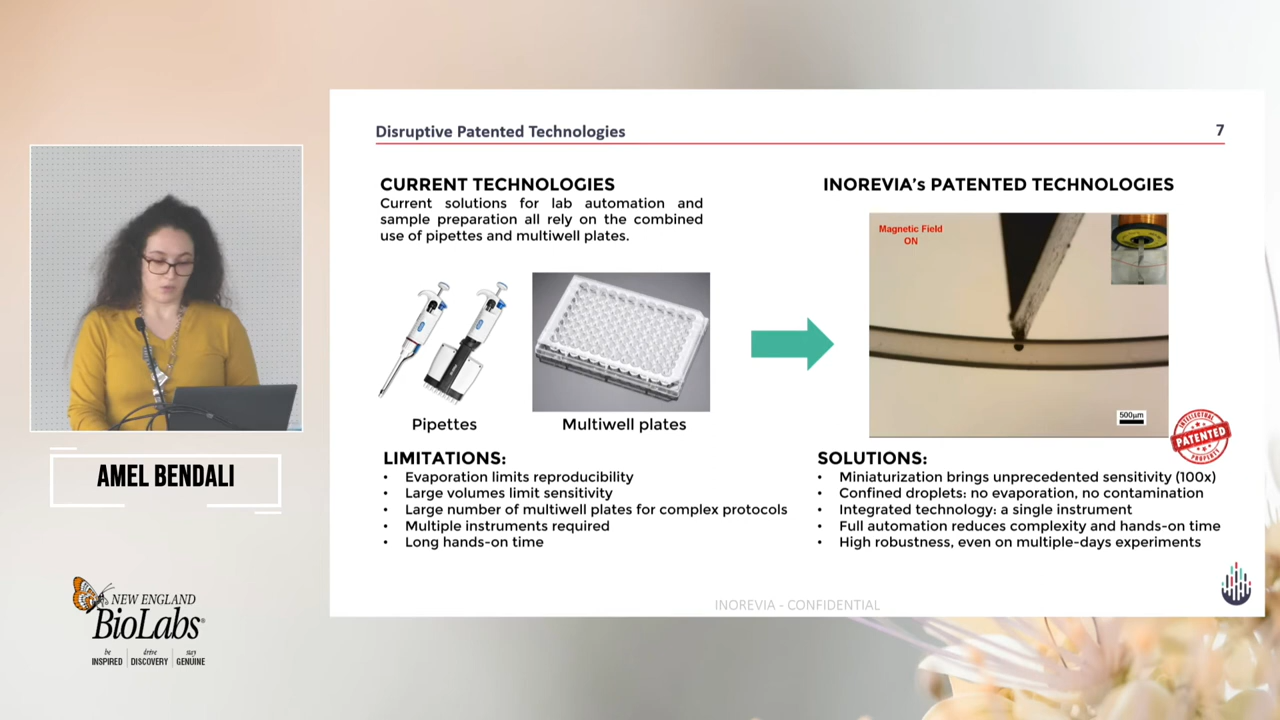 Disruptive Patented Technologies
7
CURRENT TECHNOLOGIES
Current solutions for lab automation and
sample preparation all rely on the combined
use of pipettes and multiwell plates.
Pipettes
Multiwell plates
LIMITATIONS:
• Evaporation limits reproducibility
• Large volumes limit sensitivity
• Large number of multiwell plates for complex protocols
• Multiple instruments required
• Long hands-on time
INOREVIA's PATENTED TECHNOLOGIES
Magnetic Field
ON
500µm
INTELLECTUAL
PATENTED
PROPERTY
SOLUTIONS:
• Miniaturization brings unprecedented sensitivity (100x)
• Confined droplets: no evaporation, no contamination
• Integrated technology: a single instrument
• Full automation reduces complexity and hands-on time
• High robustness, even on multiple-days experiments
INOREVIA - CONFIDENTIAL
AMEL BENDALI
NEW ENGLAND
BioLabs®
be INSPIRED
drive DISCOVERY
stay GENUINE